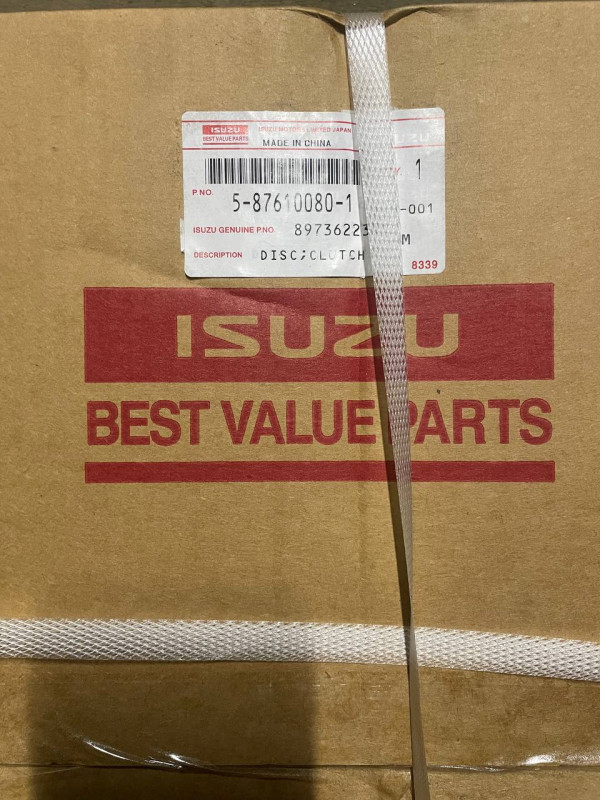 ISUZU
BEST VALUE PARTS
ISUZU MOTORS LIMITED JAPAN
MADE IN CHINA
1
P.NO. 5-87610080-1
-001
ISUZU GENUINE P.NO. 89736223
M
DESCRIPTION DISC;CLUTCH
8339
ISUZU
BEST VALUE PARTS